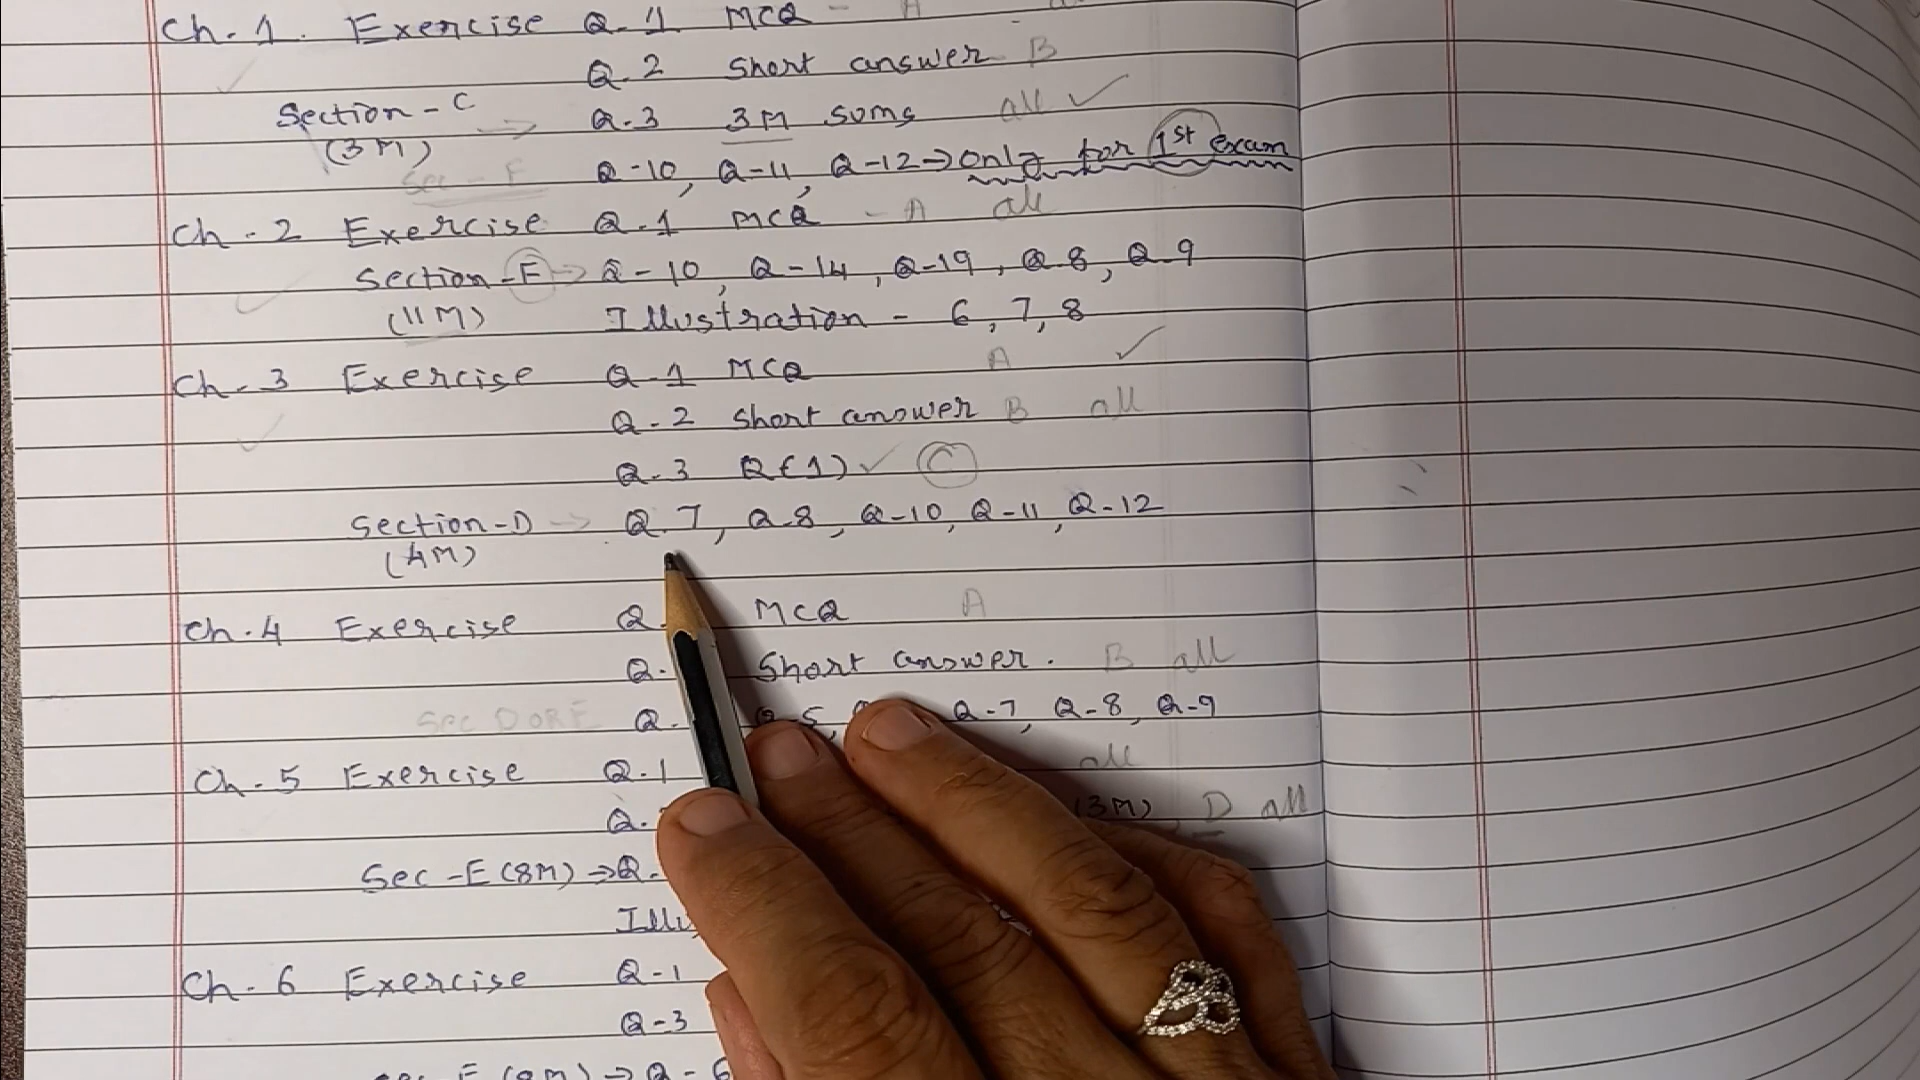 Ch. 1. Exercise Q.1 MCQ - A
Q.2 Short answer B
Section - C
(3M) → Q.3 3M sums all ✓
Sec - F Q-10, Q-11, Q-12 → only for 1st exam
Ch - 2 Exercise Q.1 MCQ - A all
Section - F → Q - 10, Q - 14, Q-19, Q.8, Q.9
(11M) Illustration - 6, 7, 8
Ch - 3 Exercise Q.1 MCQ A ✓
Q.2 Short answer B all
Q.3 Q(1) ✓ C
Section-D → Q.7, Q-8, Q-10, Q-11, Q-12
(4M)
Ch.4 Exercise Q. MCQ A
Q. Short answer. B all
Sec D OR E Q. Q-5, Q-7, Q-8, Q-9
Ch - 5 Exercise Q.1 all
Q. (3M), D all
Sec - E (8M) → Q.
Ch - 6 Exercise Q-1
Q-3
→ Q - 6